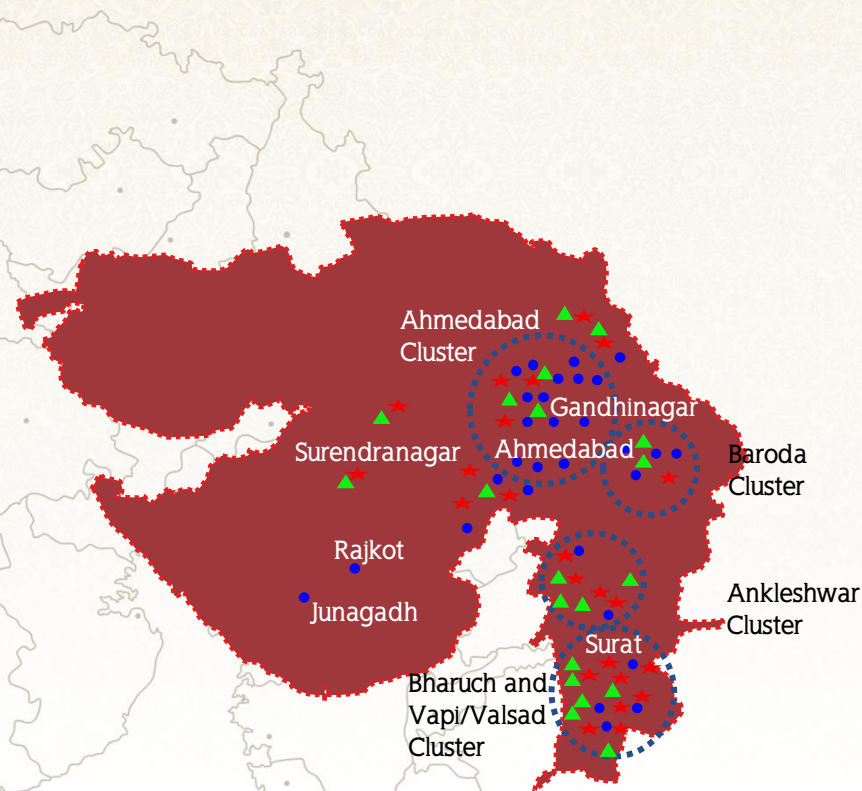 Ahmedabad
Cluster
Gandhinagar
Ahmedabad
Surendranagar
Baroda
Cluster
Rajkot
Junagadh
Ankleshwar
Cluster
Surat
Bharuch and
Vapi/Valsad
Cluster